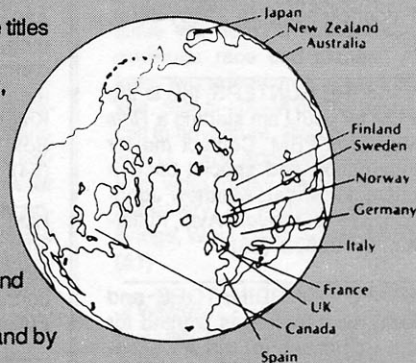 e titles
,
nd
and by
Japan
New Zealand
Australia
Finland
Sweden
Norway
Germany
Italy
France
UK
Canada
Spain